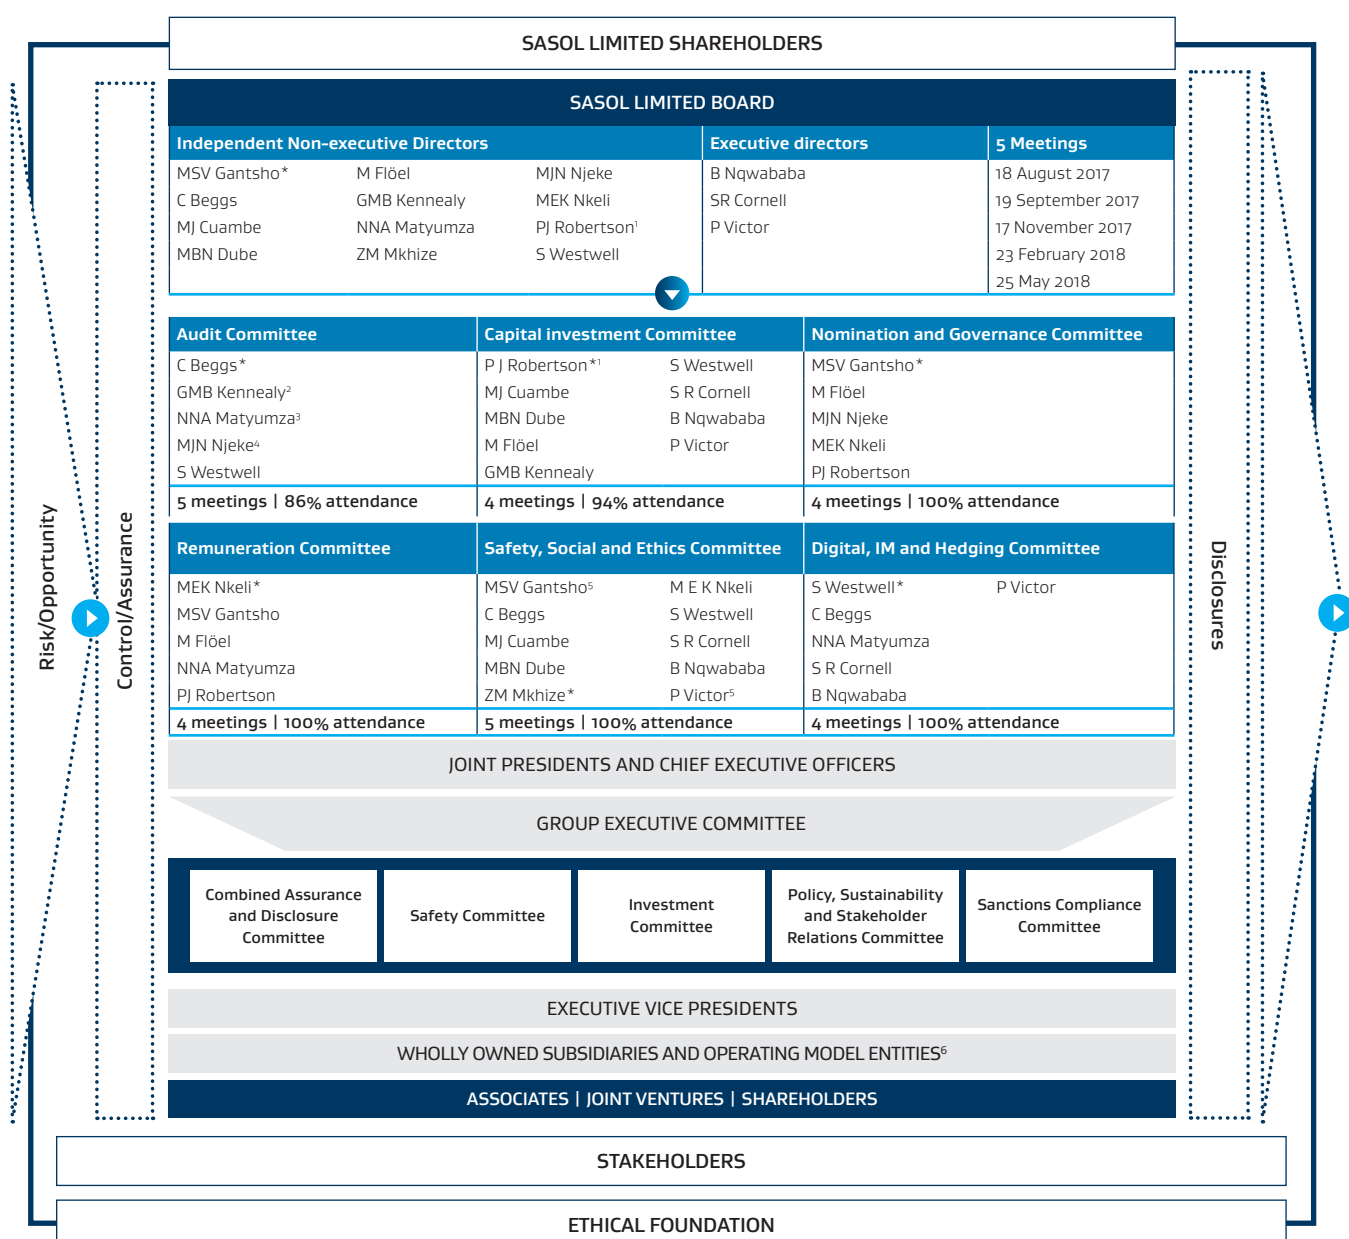 SASOL LIMITED SHAREHOLDERS
SASOL LIMITED BOARD
Independent Non-executive Directors
Executive directors
5 Meetings
MSV Gantsho* M Flöel MJN Njeke B Nqwababa 18 August 2017
C Beggs GMB Kennealy MEK Nkeli SR Cornell 19 September 2017
MJ Cuambe NNA Matyumza PJ Robertson¹ P Victor 17 November 2017
MBN Dube ZM Mkhize S Westwell 23 February 2018
25 May 2018
Audit Committee
C Beggs*
GMB Kennealy²
NNA Matyumza³
MJN Njeke⁴
S Westwell
5 meetings | 86% attendance
Capital investment Committee
P J Robertson*¹ S Westwell
MJ Cuambe S R Cornell
MBN Dube B Nqwababa
M Flöel P Victor
GMB Kennealy
4 meetings | 94% attendance
Nomination and Governance Committee
MSV Gantsho*
M Flöel
MJN Njeke
MEK Nkeli
PJ Robertson
4 meetings | 100% attendance
Remuneration Committee
MEK Nkeli*
MSV Gantsho
M Flöel
NNA Matyumza
PJ Robertson
4 meetings | 100% attendance
Safety, Social and Ethics Committee
MSV Gantsho⁵ M E K Nkeli
C Beggs S Westwell
MJ Cuambe S R Cornell
MBN Dube B Nqwababa
ZM Mkhize* P Victor⁵
5 meetings | 100% attendance
Digital, IM and Hedging Committee
S Westwell* P Victor
C Beggs
NNA Matyumza
S R Cornell
B Nqwababa
4 meetings | 100% attendance
Risk/Opportunity
Control/Assurance
Disclosures
JOINT PRESIDENTS AND CHIEF EXECUTIVE OFFICERS
GROUP EXECUTIVE COMMITTEE
Combined Assurance
and Disclosure
Committee
Safety Committee
Investment
Committee
Policy, Sustainability
and Stakeholder
Relations Committee
Sanctions Compliance
Committee
EXECUTIVE VICE PRESIDENTS
WHOLLY OWNED SUBSIDIARIES AND OPERATING MODEL ENTITIES⁶
ASSOCIATES | JOINT VENTURES | SHAREHOLDERS
STAKEHOLDERS
ETHICAL FOUNDATION